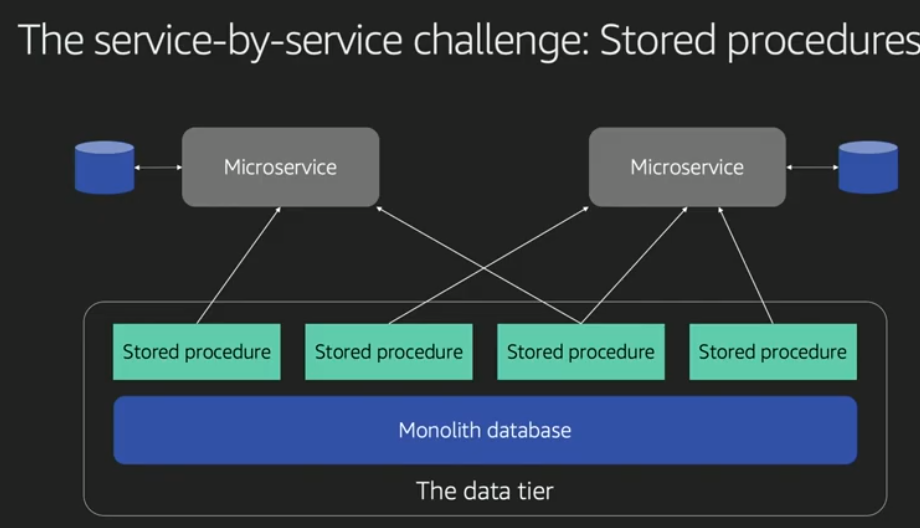 The service-by-service challenge: Stored procedures
Microservice
Microservice
Stored procedure
Stored procedure
Stored procedure
Stored procedure
Monolith database
The data tier